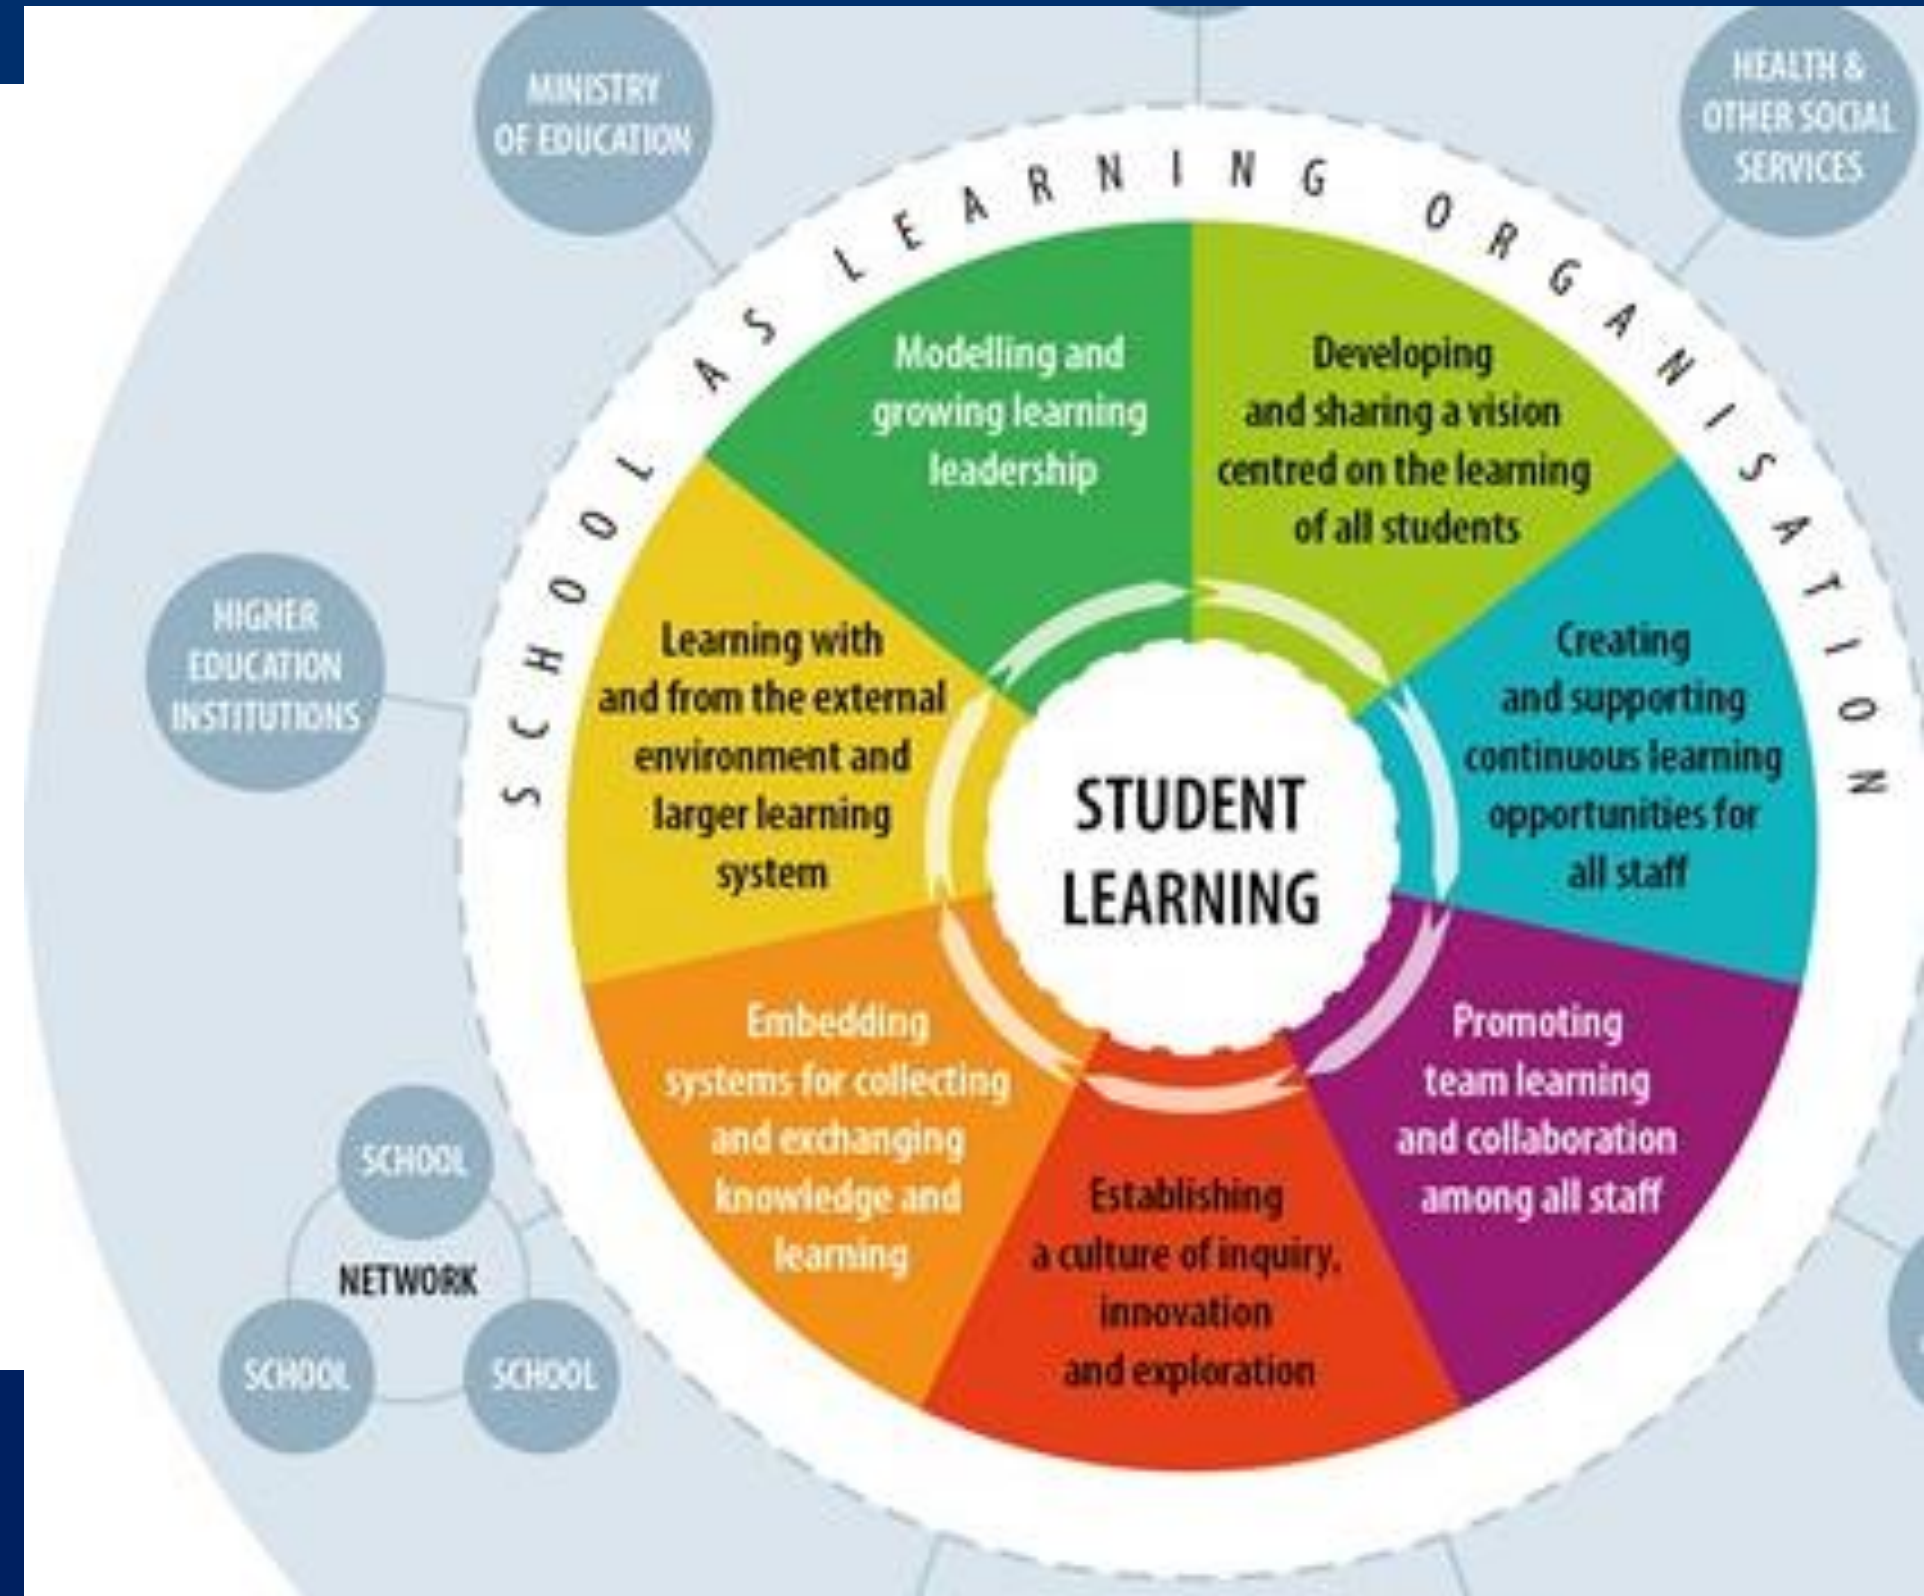 MINISTRY
OF EDUCATION
HEALTH &
OTHER SOCIAL
SERVICES
SCHOOL AS LEARNING ORGANISATION
Modelling and
growing learning
leadership
Developing
and sharing a vision
centred on the learning
of all students
HIGHER
EDUCATION
INSTITUTIONS
Learning with
and from the external
environment and
larger learning
system
Creating
and supporting
continuous learning
opportunities for
all staff
STUDENT
LEARNING
Embedding
systems for collecting
and exchanging
knowledge and
learning
Promoting
team learning
and collaboration
among all staff
Establishing
a culture of inquiry,
innovation
and exploration
SCHOOL
NETWORK
SCHOOL
SCHOOL